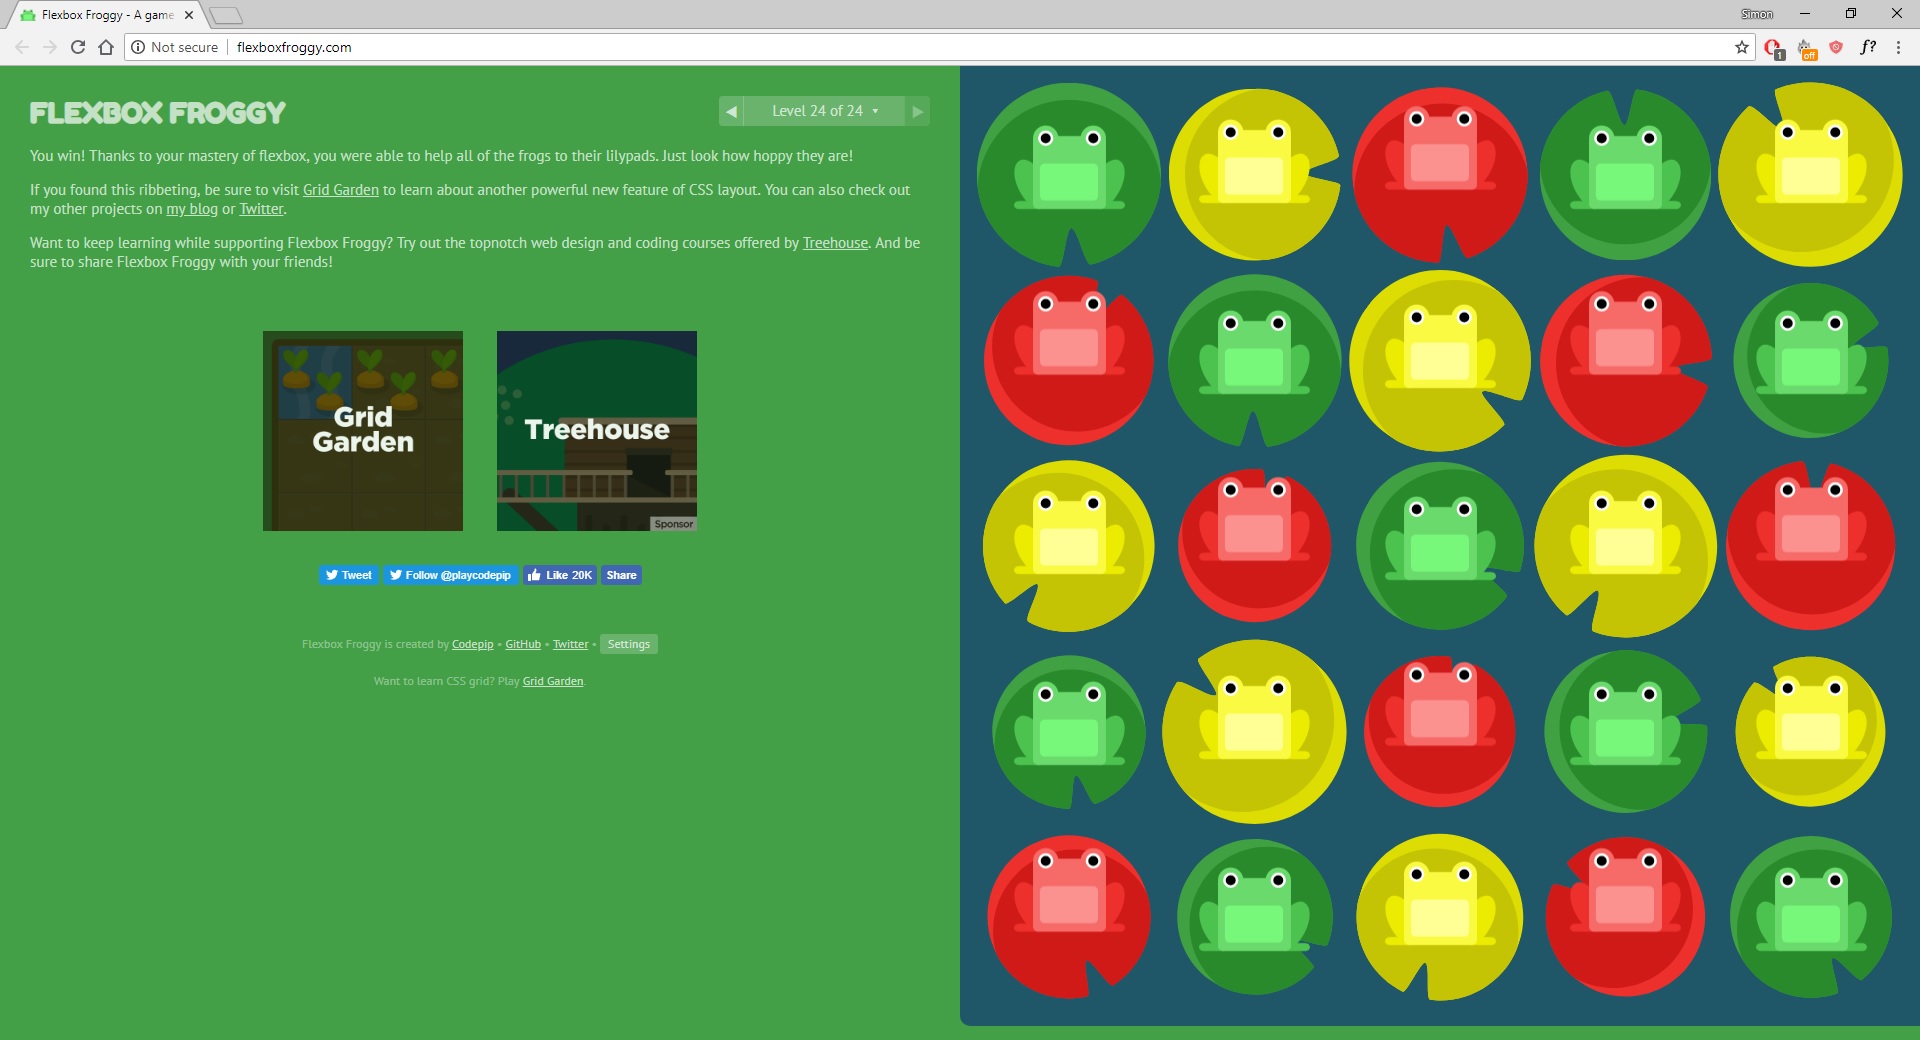 Flexbox Froggy - A game
Simon
Not secure flexboxfroggy.com
1
off
f?
FLEXBOX FROGGY
Level 24 of 24
You win! Thanks to your mastery of flexbox, you were able to help all of the frogs to their lilypads. Just look how hoppy they are!
If you found this ribbeting, be sure to visit Grid Garden to learn about another powerful new feature of CSS layout. You can also check out
my other projects on my blog or Twitter.
Want to keep learning while supporting Flexbox Froggy? Try out the topnotch web design and coding courses offered by Treehouse. And be
sure to share Flexbox Froggy with your friends!
Grid
Garden
Treehouse
Sponsor
Tweet Follow @playcodepip Like 20K Share
Flexbox Froggy is created by Codepip • GitHub • Twitter • Settings
Want to learn CSS grid? Play Grid Garden.